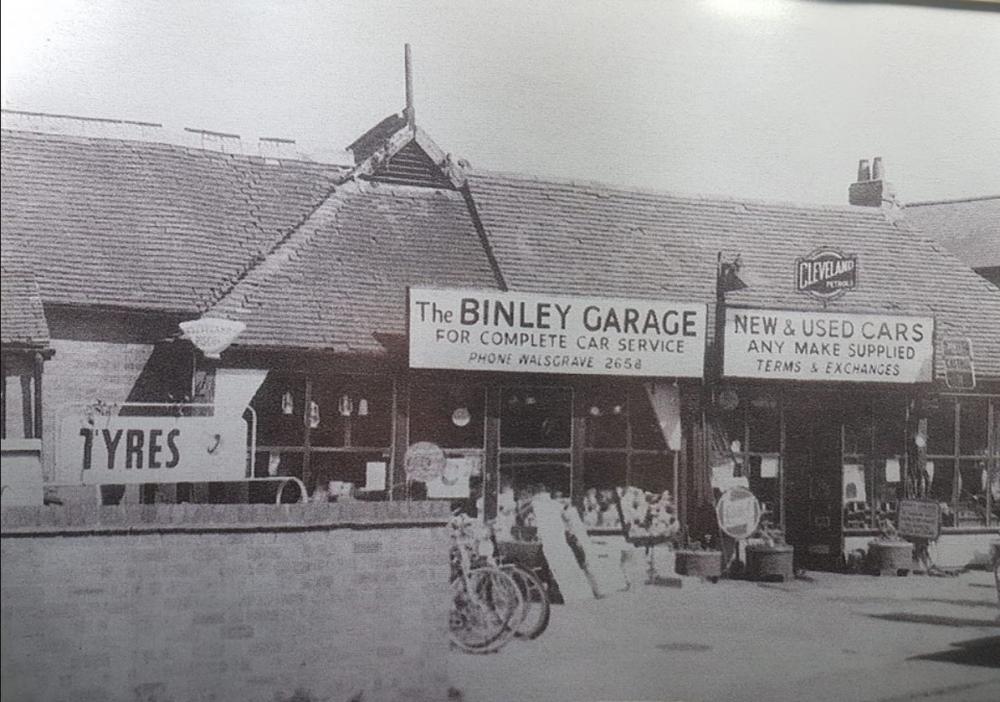 CLEVELAND
PETROLS
The BINLEY GARAGE
FOR COMPLETE CAR SERVICE
PHONE WALSGRAVE 2658
NEW & USED CARS
ANY MAKE SUPPLIED
TERMS & EXCHANGES
TYRES